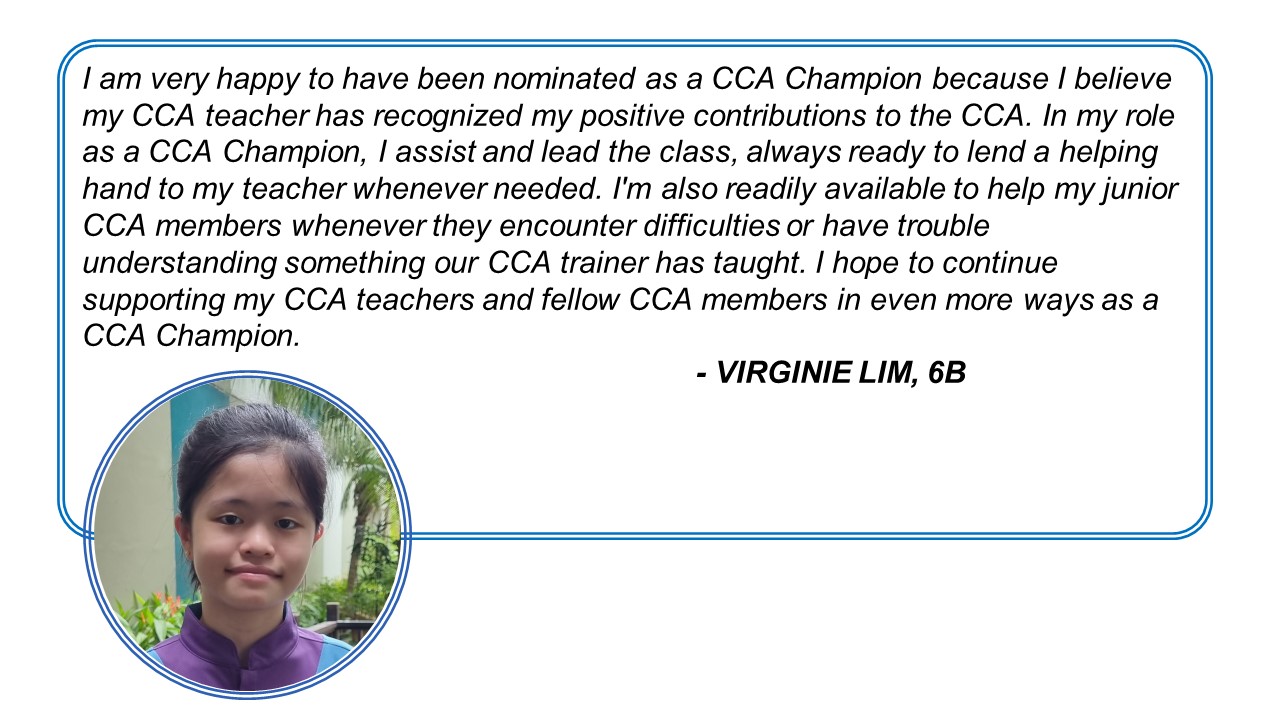 I am very happy to have been nominated as a CCA Champion because I believe
my CCA teacher has recognized my positive contributions to the CCA. In my role
as a CCA Champion, I assist and lead the class, always ready to lend a helping
hand to my teacher whenever needed. I'm also readily available to help my junior
CCA members whenever they encounter difficulties or have trouble
understanding something our CCA trainer has taught. I hope to continue
supporting my CCA teachers and fellow CCA members in even more ways as a
CCA Champion.
- VIRGINIE LIM, 6B